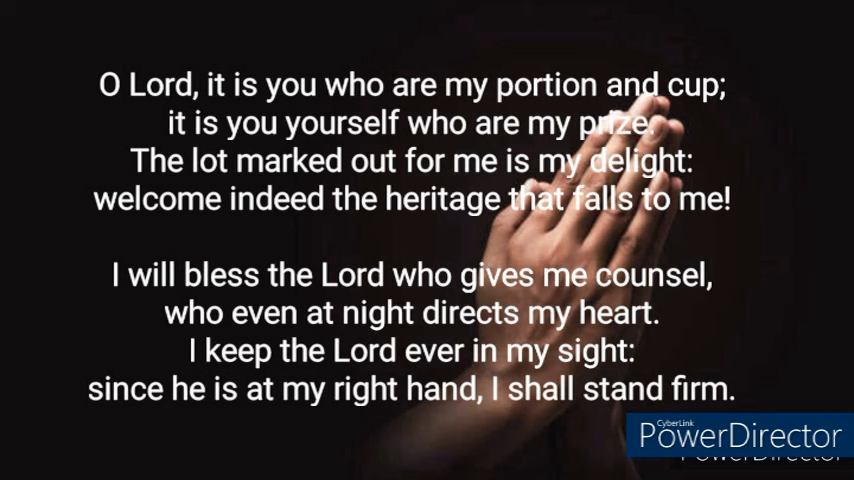 O Lord, it is you who are my portion and cup;
it is you yourself who are my prize.
The lot marked out for me is my delight:
welcome indeed the heritage that falls to me!
I will bless the Lord who gives me counsel,
who even at night directs my heart.
I keep the Lord ever in my sight:
since he is at my right hand, I shall stand firm.
CyberLink
PowerDirector
PowerDirector